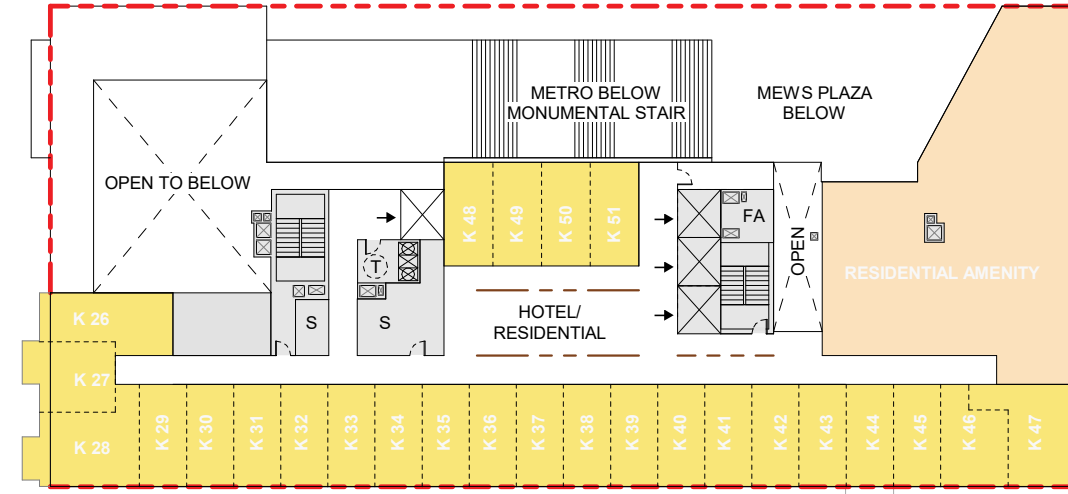 METRO BELOW
MONUMENTAL STAIR
MEWS PLAZA
BELOW
OPEN TO BELOW
K 48
K 49
K 50
K 51
FA
OPEN
T
RESIDENTIAL AMENITY
S
S
HOTEL/
RESIDENTIAL
K 26
K 27
K 28
K 29
K 30
K 31
K 32
K 33
K 34
K 35
K 36
K 37
K 38
K 39
K 40
K 41
K 42
K 43
K 44
K 45
K 46
K 47